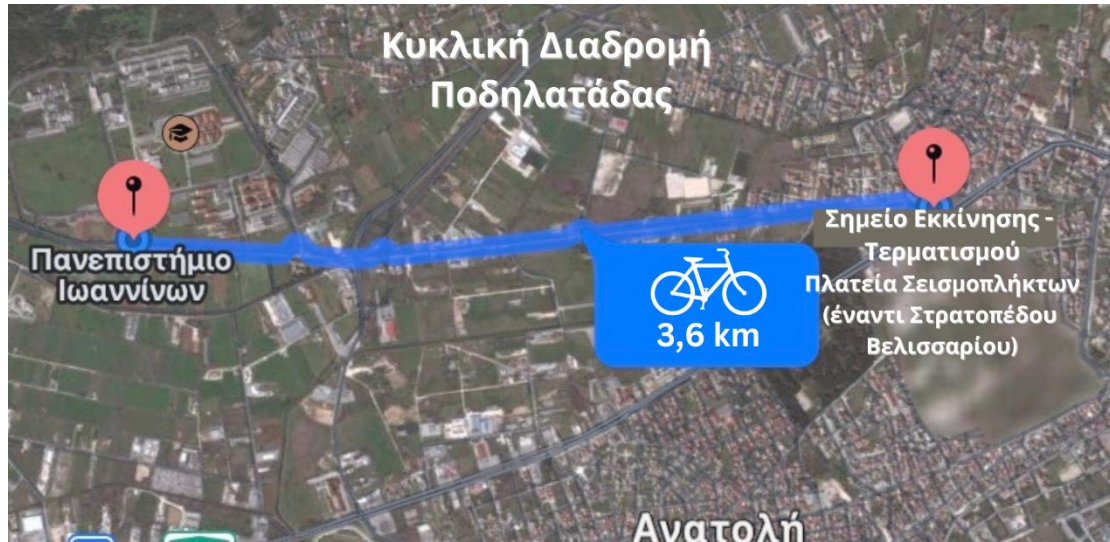 Κυκλική Διαδρομή
Ποδηλατάδας
Πανεπιστήμιο
Ιωαννίνων
3,6 km
Σημείο Εκκίνησης -
Τερματισμού
Πλατεία Σεισμοπλήκτων
(έναντι Στρατοπέδου
Βελισσαρίου)
Ανατολή